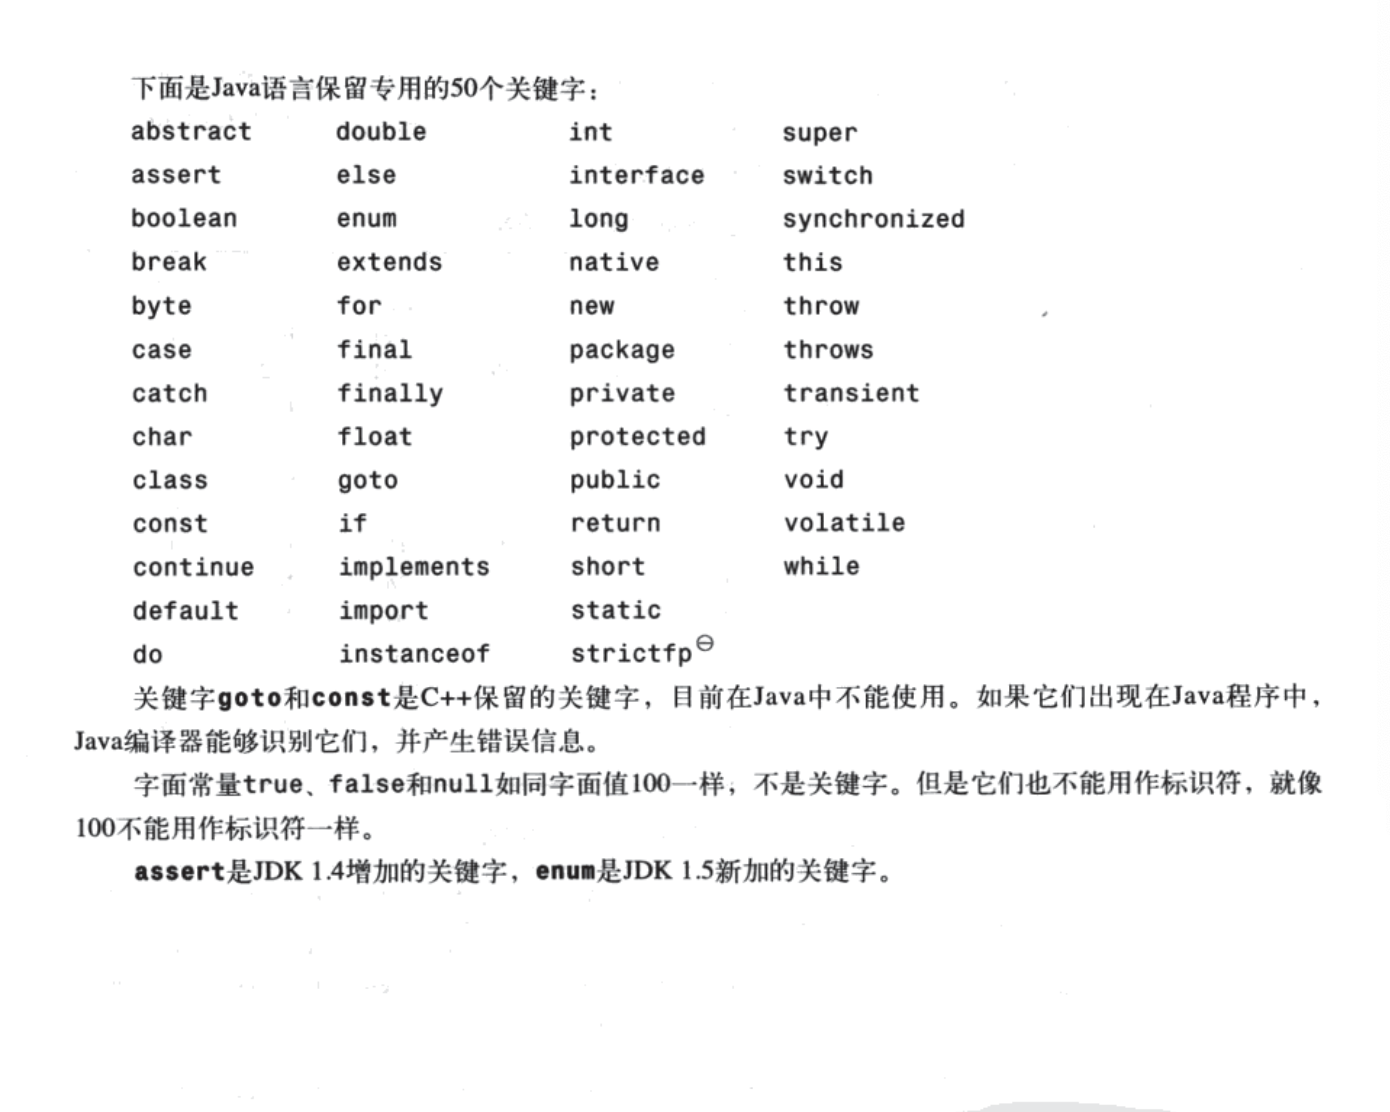 下面是Java语言保留专用的50个关键字：
abstract double int super
assert else interface switch
boolean enum long synchronized
break extends native this
byte for new throw
case final package throws
catch finally private transient
char float protected try
class goto public void
const if return volatile
continue implements short while
default import static
do instanceof strictfp⊖
关键字goto和const是C++保留的关键字，目前在Java中不能使用。如果它们出现在Java程序中，
Java编译器能够识别它们，并产生错误信息。
字面常量true、false和null如同字面值100一样，不是关键字。但是它们也不能用作标识符，就像
100不能用作标识符一样。
assert是JDK 1.4增加的关键字，enum是JDK 1.5新加的关键字。